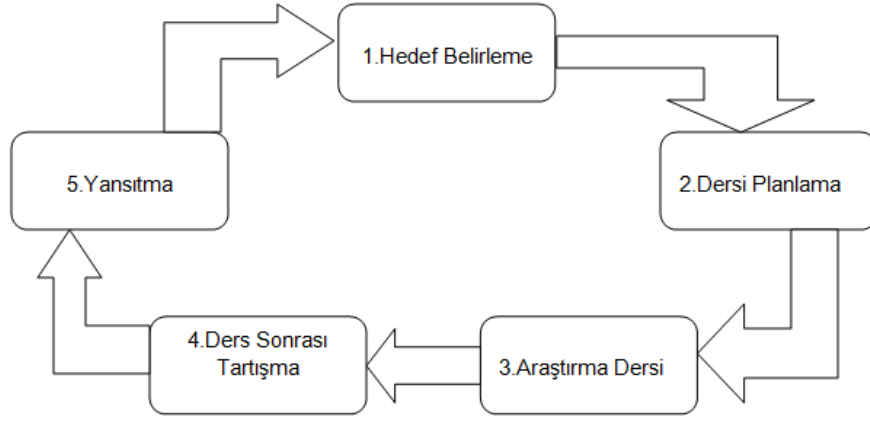 1.Hedef Belirleme
2.Dersi Planlama
3.Araştırma Dersi
4.Ders Sonrası
Tartışma
5.Yansıtma